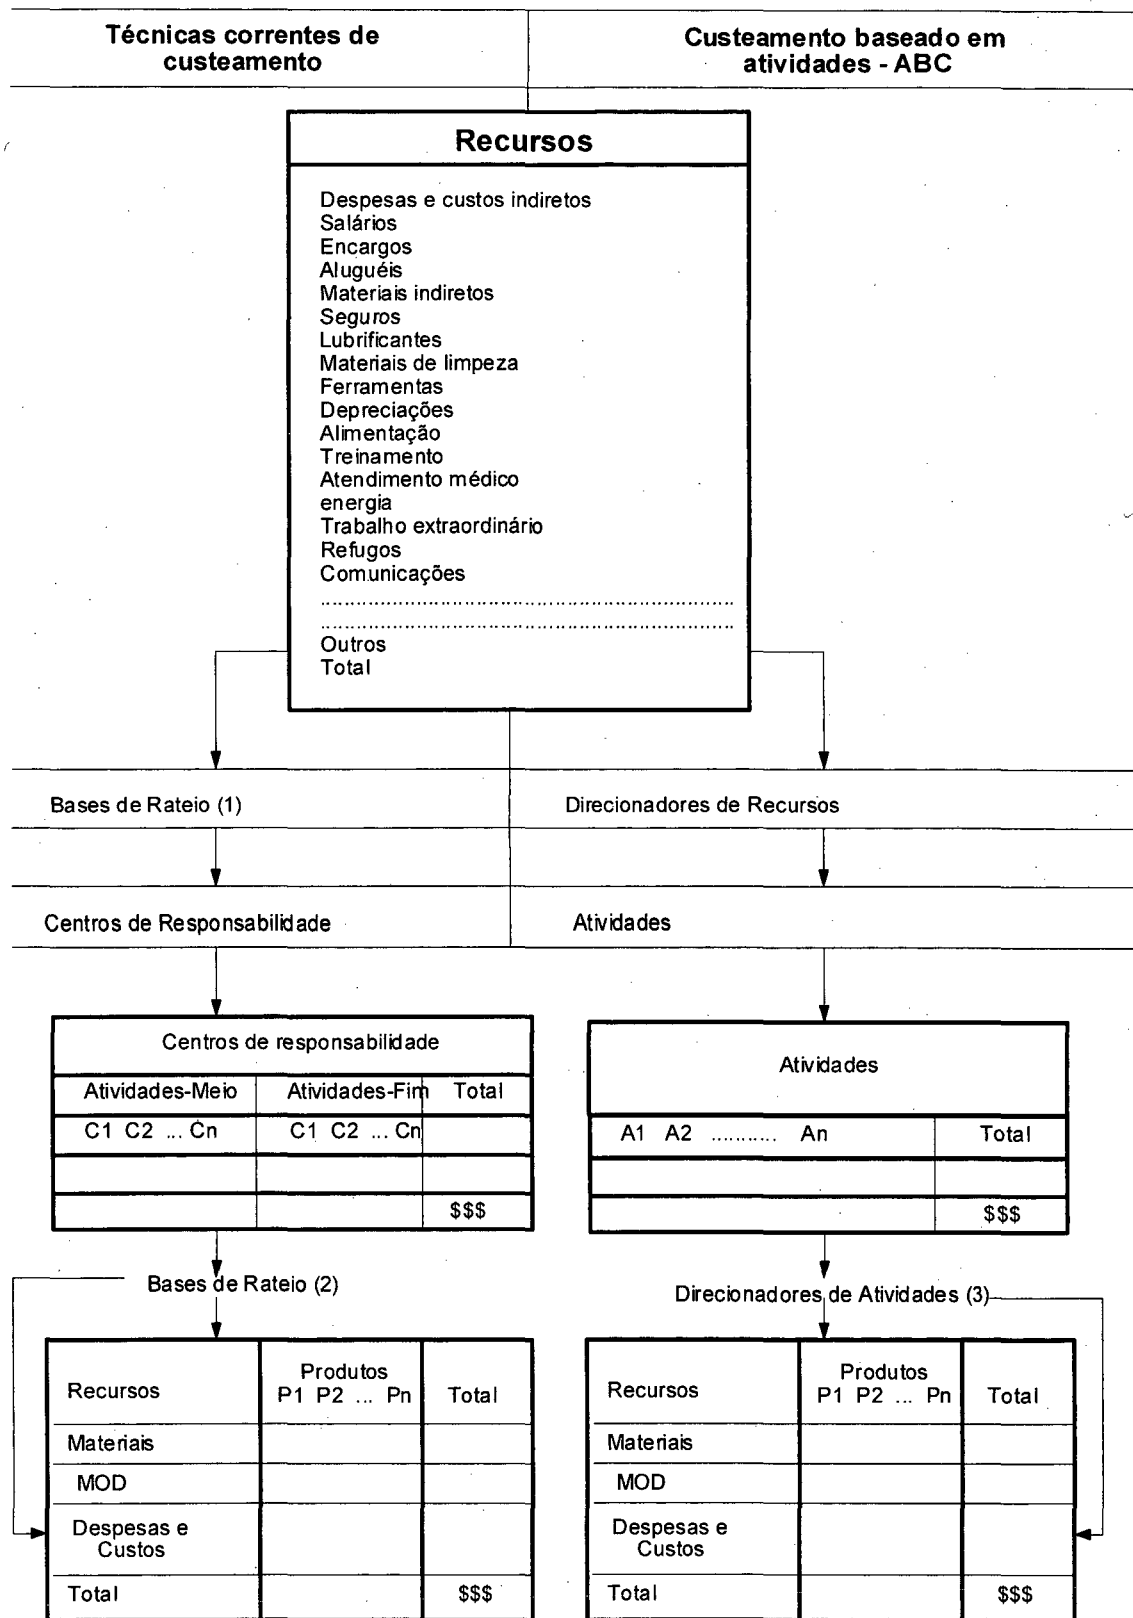 Técnicas correntes de
custeamento
Custeamento baseado em
atividades - ABC
Recursos
Despesas e custos indiretos
Salários
Encargos
Aluguéis
Materiais indiretos
Seguros
Lubrificantes
Materiais de limpeza
Ferramentas
Depreciações
Alimentação
Treinamento
Atendimento médico
energia
Trabalho extraordinário
Refugos
Comunicações
Outros
Total
Bases de Rateio (1)
Direcionadores de Recursos
Centros de Responsabilidade
Atividades
Centros de responsabilidade
Atividades-Meio Atividades-Fim Total
C1 C2 ... Cn C1 C2 ... Cn
$$$
Atividades
A1 A2 ........... An Total
$$$
Bases de Rateio (2)
Direcionadores de Atividades (3)
Produtos
Recursos P1 P2 ... Pn Total
Materiais
MOD
Despesas e
Custos
Total $$$
Produtos
Recursos P1 P2 ... Pn Total
Materiais
MOD
Despesas e
Custos
Total $$$